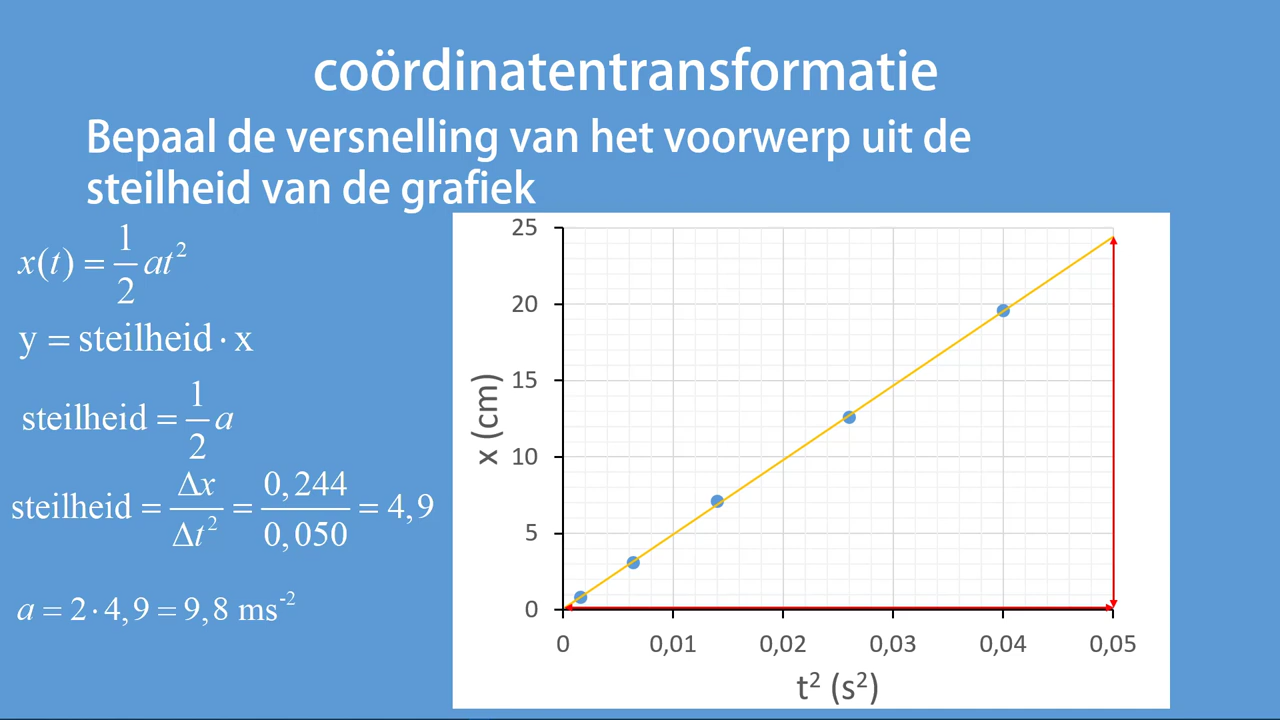 coördinatentransformatie
Bepaal de versnelling van het voorwerp uit de
steilheid van de grafiek
x(t) = 1/2 at²
y = steilheid · x
steilheid = 1/2 a
steilheid = Δx/Δt² = 0,244/0,050 = 4,9
a = 2 · 4,9 = 9,8 ms⁻²
25
20
15
10
5
0
x (cm)
0 0,01 0,02 0,03 0,04 0,05
t² (s²)